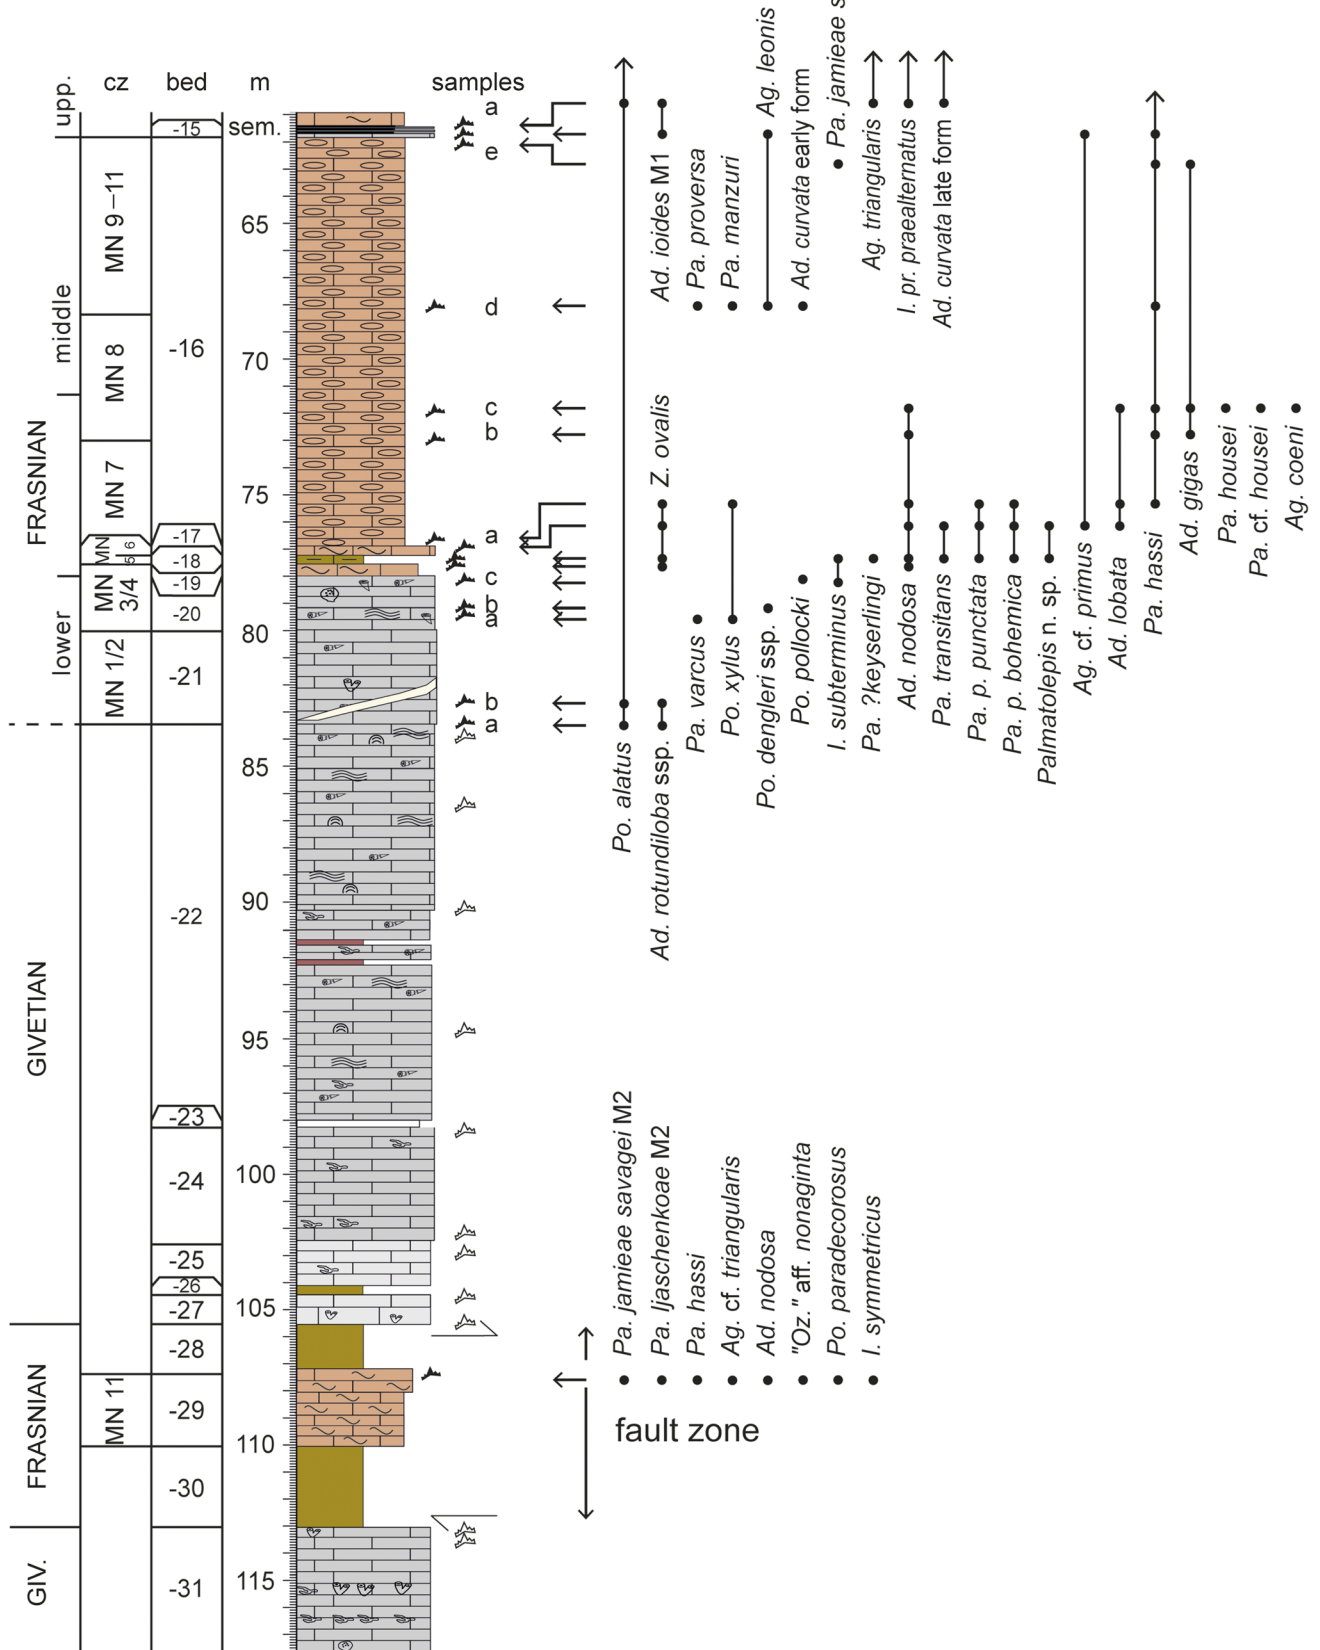 upp.
cz
bed
m
samples
-15
sem.
a
e
MN 9–11
65
middle
-16
d
MN 8
70
c
b
FRASNIAN
MN 7
75
-17
a
MN
5
6
-18
-19
c
MN
3/4
b
-20
a
80
lower
MN 1/2
-21
b
a
85
-22
90
GIVETIAN
95
-23
-24
100
-25
-26
-27
105
-28
FRASNIAN
MN 11
-29
110
-30
GIV.
-31
115
Po. alatus
Ad. ioides M1
Ad. rotundiloba ssp.
Z. ovalis
Pa. proversa
Pa. varcus
Pa. manzuri
Po. xylus
Ag. leonis
Po. dengleri ssp.
Ad. curvata early form
Po. pollocki
Pa. jamieae s
I. subterminus
Ag. triangularis
Pa. ?keyserlingi
I. pr. praealternatus
Ad. nodosa
Ad. curvata late form
Pa. transitans
Pa. p. punctata
Pa. p. bohemica
Palmatolepis n. sp.
Ag. cf. primus
Ad. lobata
Pa. hassi
Ad. gigas
Pa. housei
Pa. cf. housei
Ag. coeni
Pa. jamieae savagei M2
Pa. ljaschenkoae M2
Pa. hassi
Ag. cf. triangularis
Ad. nodosa
"Oz." aff. nonaginta
Po. paradecorosus
I. symmetricus
fault zone